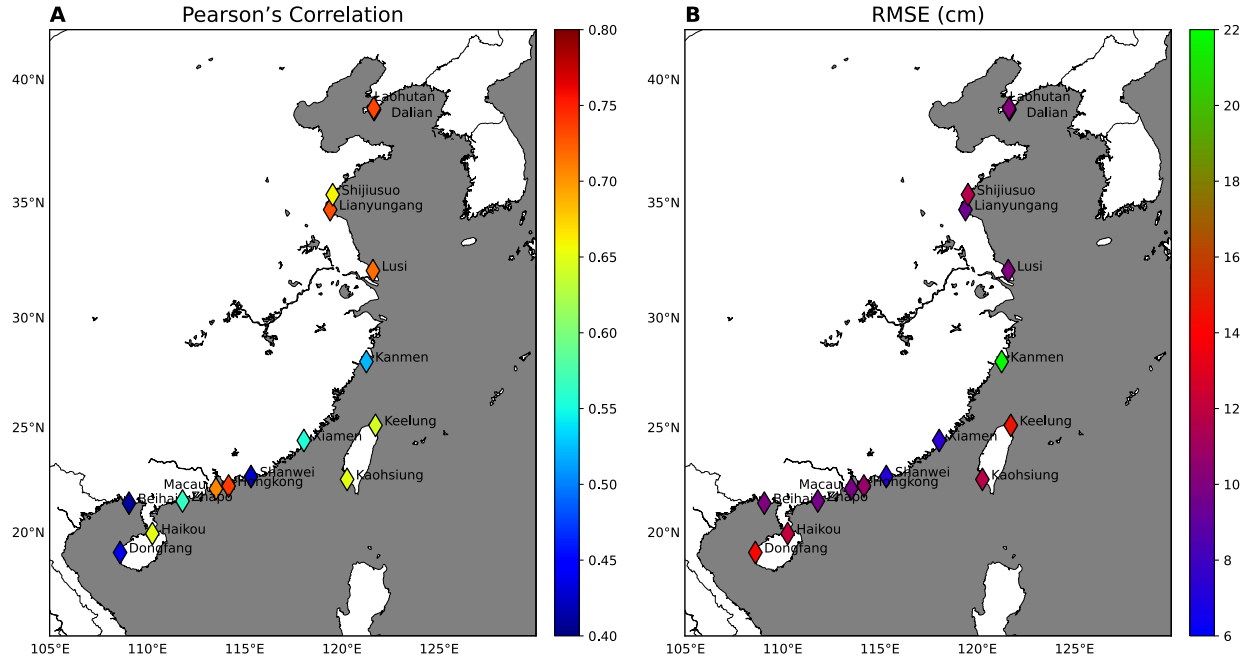 A Pearson’s Correlation
40°N
35°N
30°N
25°N
20°N
105°E 110°E 115°E 120°E 125°E
Laohutan
Dalian
Shijiusuo
Lianyungang
Lusi
Kanmen
Keelung
Xiamen
Kaohsiung
Shanwei
Macau
Hongkong
Beihai
Zhapo
Haikou
Dongfang
0.80
0.75
0.70
0.65
0.60
0.55
0.50
0.45
0.40
B RMSE (cm)
40°N
35°N
30°N
25°N
20°N
105°E 110°E 115°E 120°E 125°E
Laohutan
Dalian
Shijiusuo
Lianyungang
Lusi
Kanmen
Keelung
Xiamen
Kaohsiung
Shanwei
Macau
Hongkong
Beihai
Zhapo
Haikou
Dongfang
22
20
18
16
14
12
10
8
6